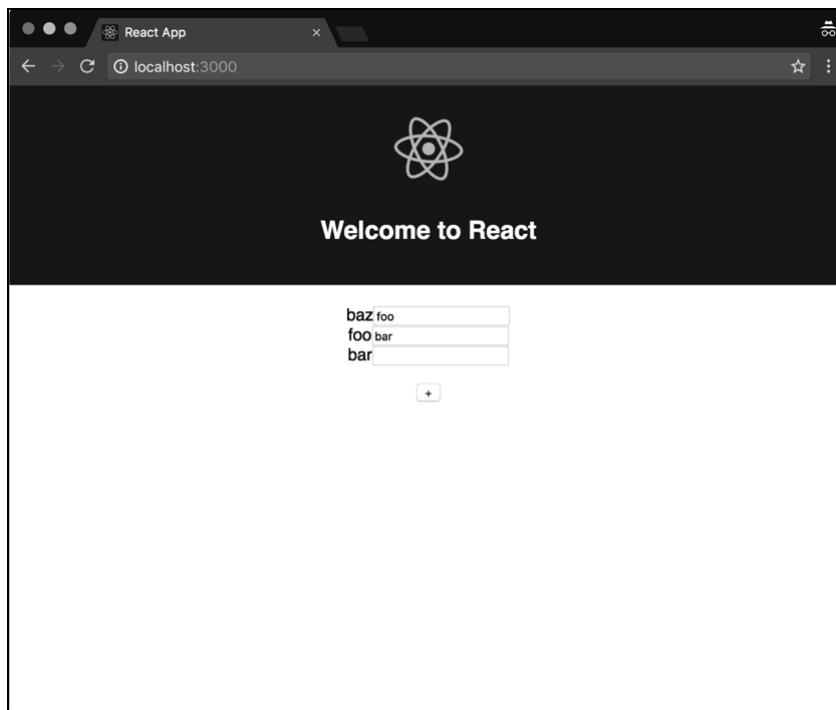 React App
localhost:3000
Welcome to React
baz foo
foo bar
bar
+